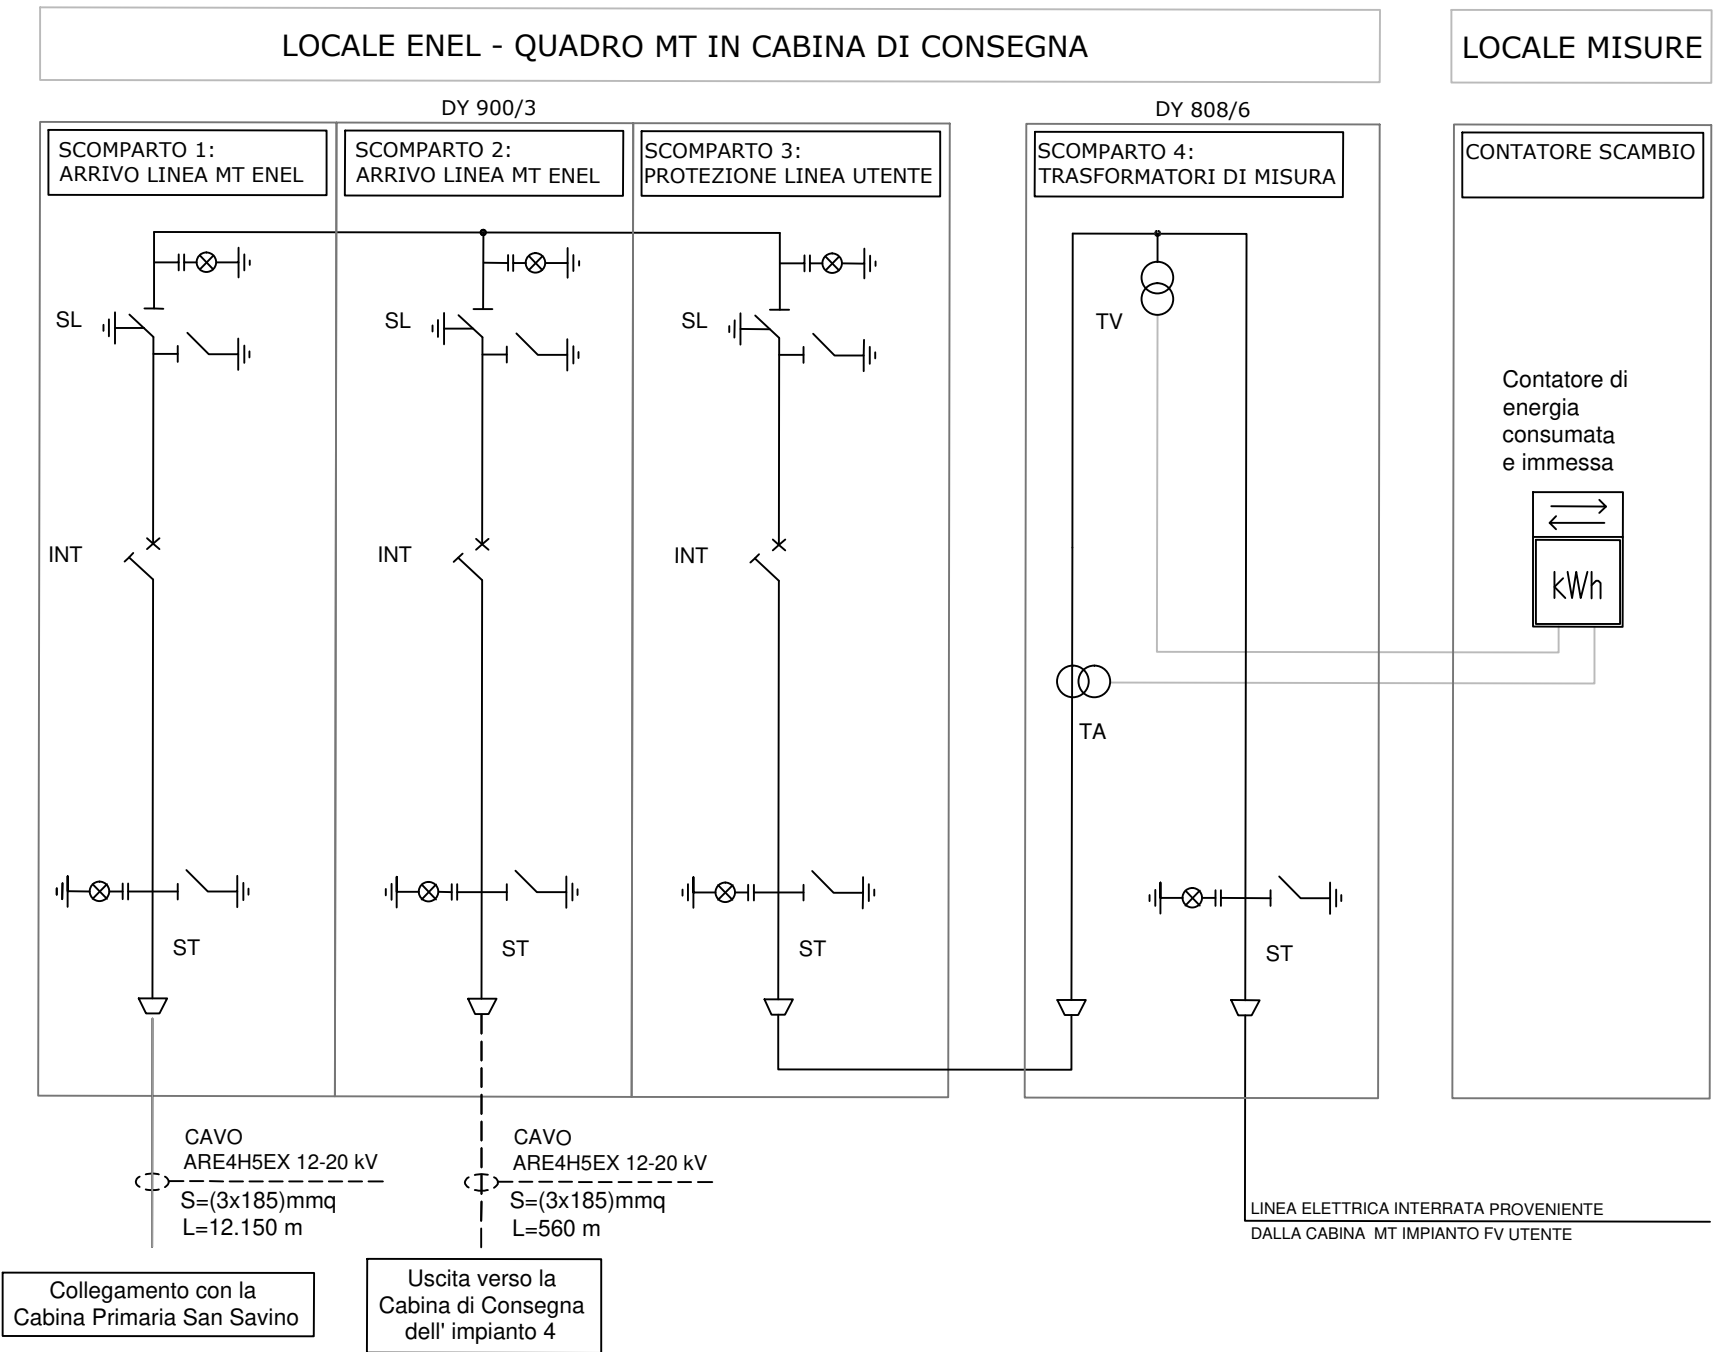 LOCALE ENEL - QUADRO MT IN CABINA DI CONSEGNA
LOCALE MISURE
DY 900/3
DY 808/6
SCOMPARTO 1:
ARRIVO LINEA MT ENEL
SCOMPARTO 2:
ARRIVO LINEA MT ENEL
SCOMPARTO 3:
PROTEZIONE LINEA UTENTE
SCOMPARTO 4:
TRASFORMATORI DI MISURA
CONTATORE SCAMBIO
SL
SL
SL
TV
Contatore di
energia
consumata
e immessa
INT
INT
INT
kWh
TA
ST
ST
ST
ST
CAVO
ARE4H5EX 12-20 kV
S=(3x185)mmq
L=12.150 m
CAVO
ARE4H5EX 12-20 kV
S=(3x185)mmq
L=560 m
LINEA ELETTRICA INTERRATA PROVENIENTE
DALLA CABINA MT IMPIANTO FV UTENTE
Collegamento con la
Cabina Primaria San Savino
Uscita verso la
Cabina di Consegna
dell' impianto 4